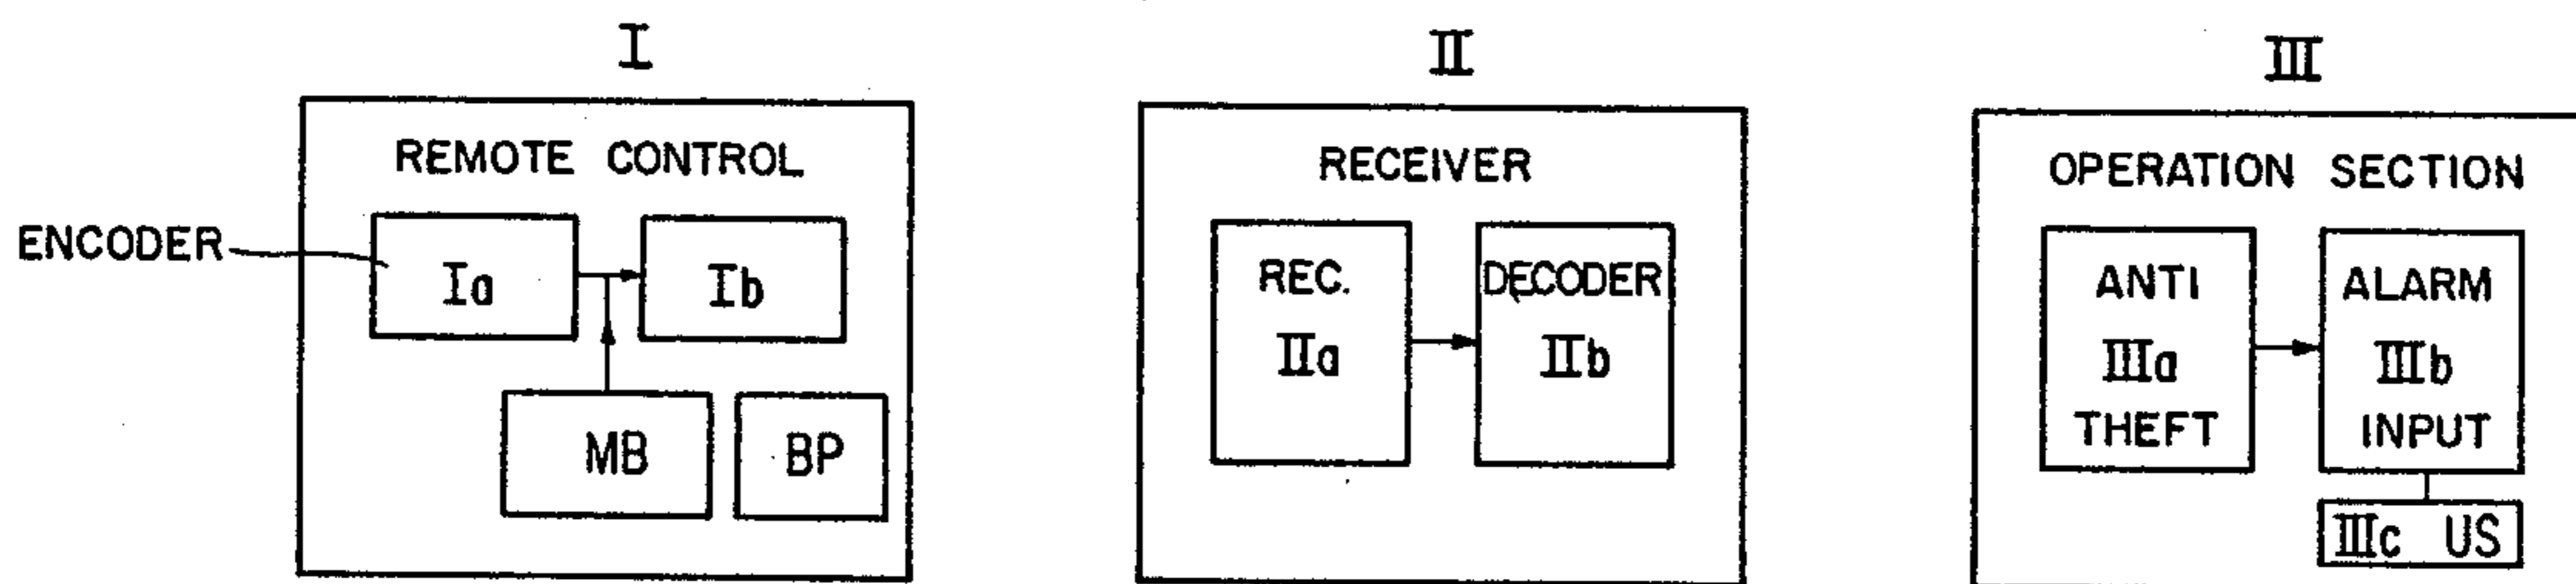 I
REMOTE CONTROL
ENCODER
Ia
Ib
MB
BP
II
RECEIVER
REC.
IIa
DECODER
IIb
III
OPERATION SECTION
ANTI
IIIa
THEFT
ALARM
IIIb
INPUT
IIIc US